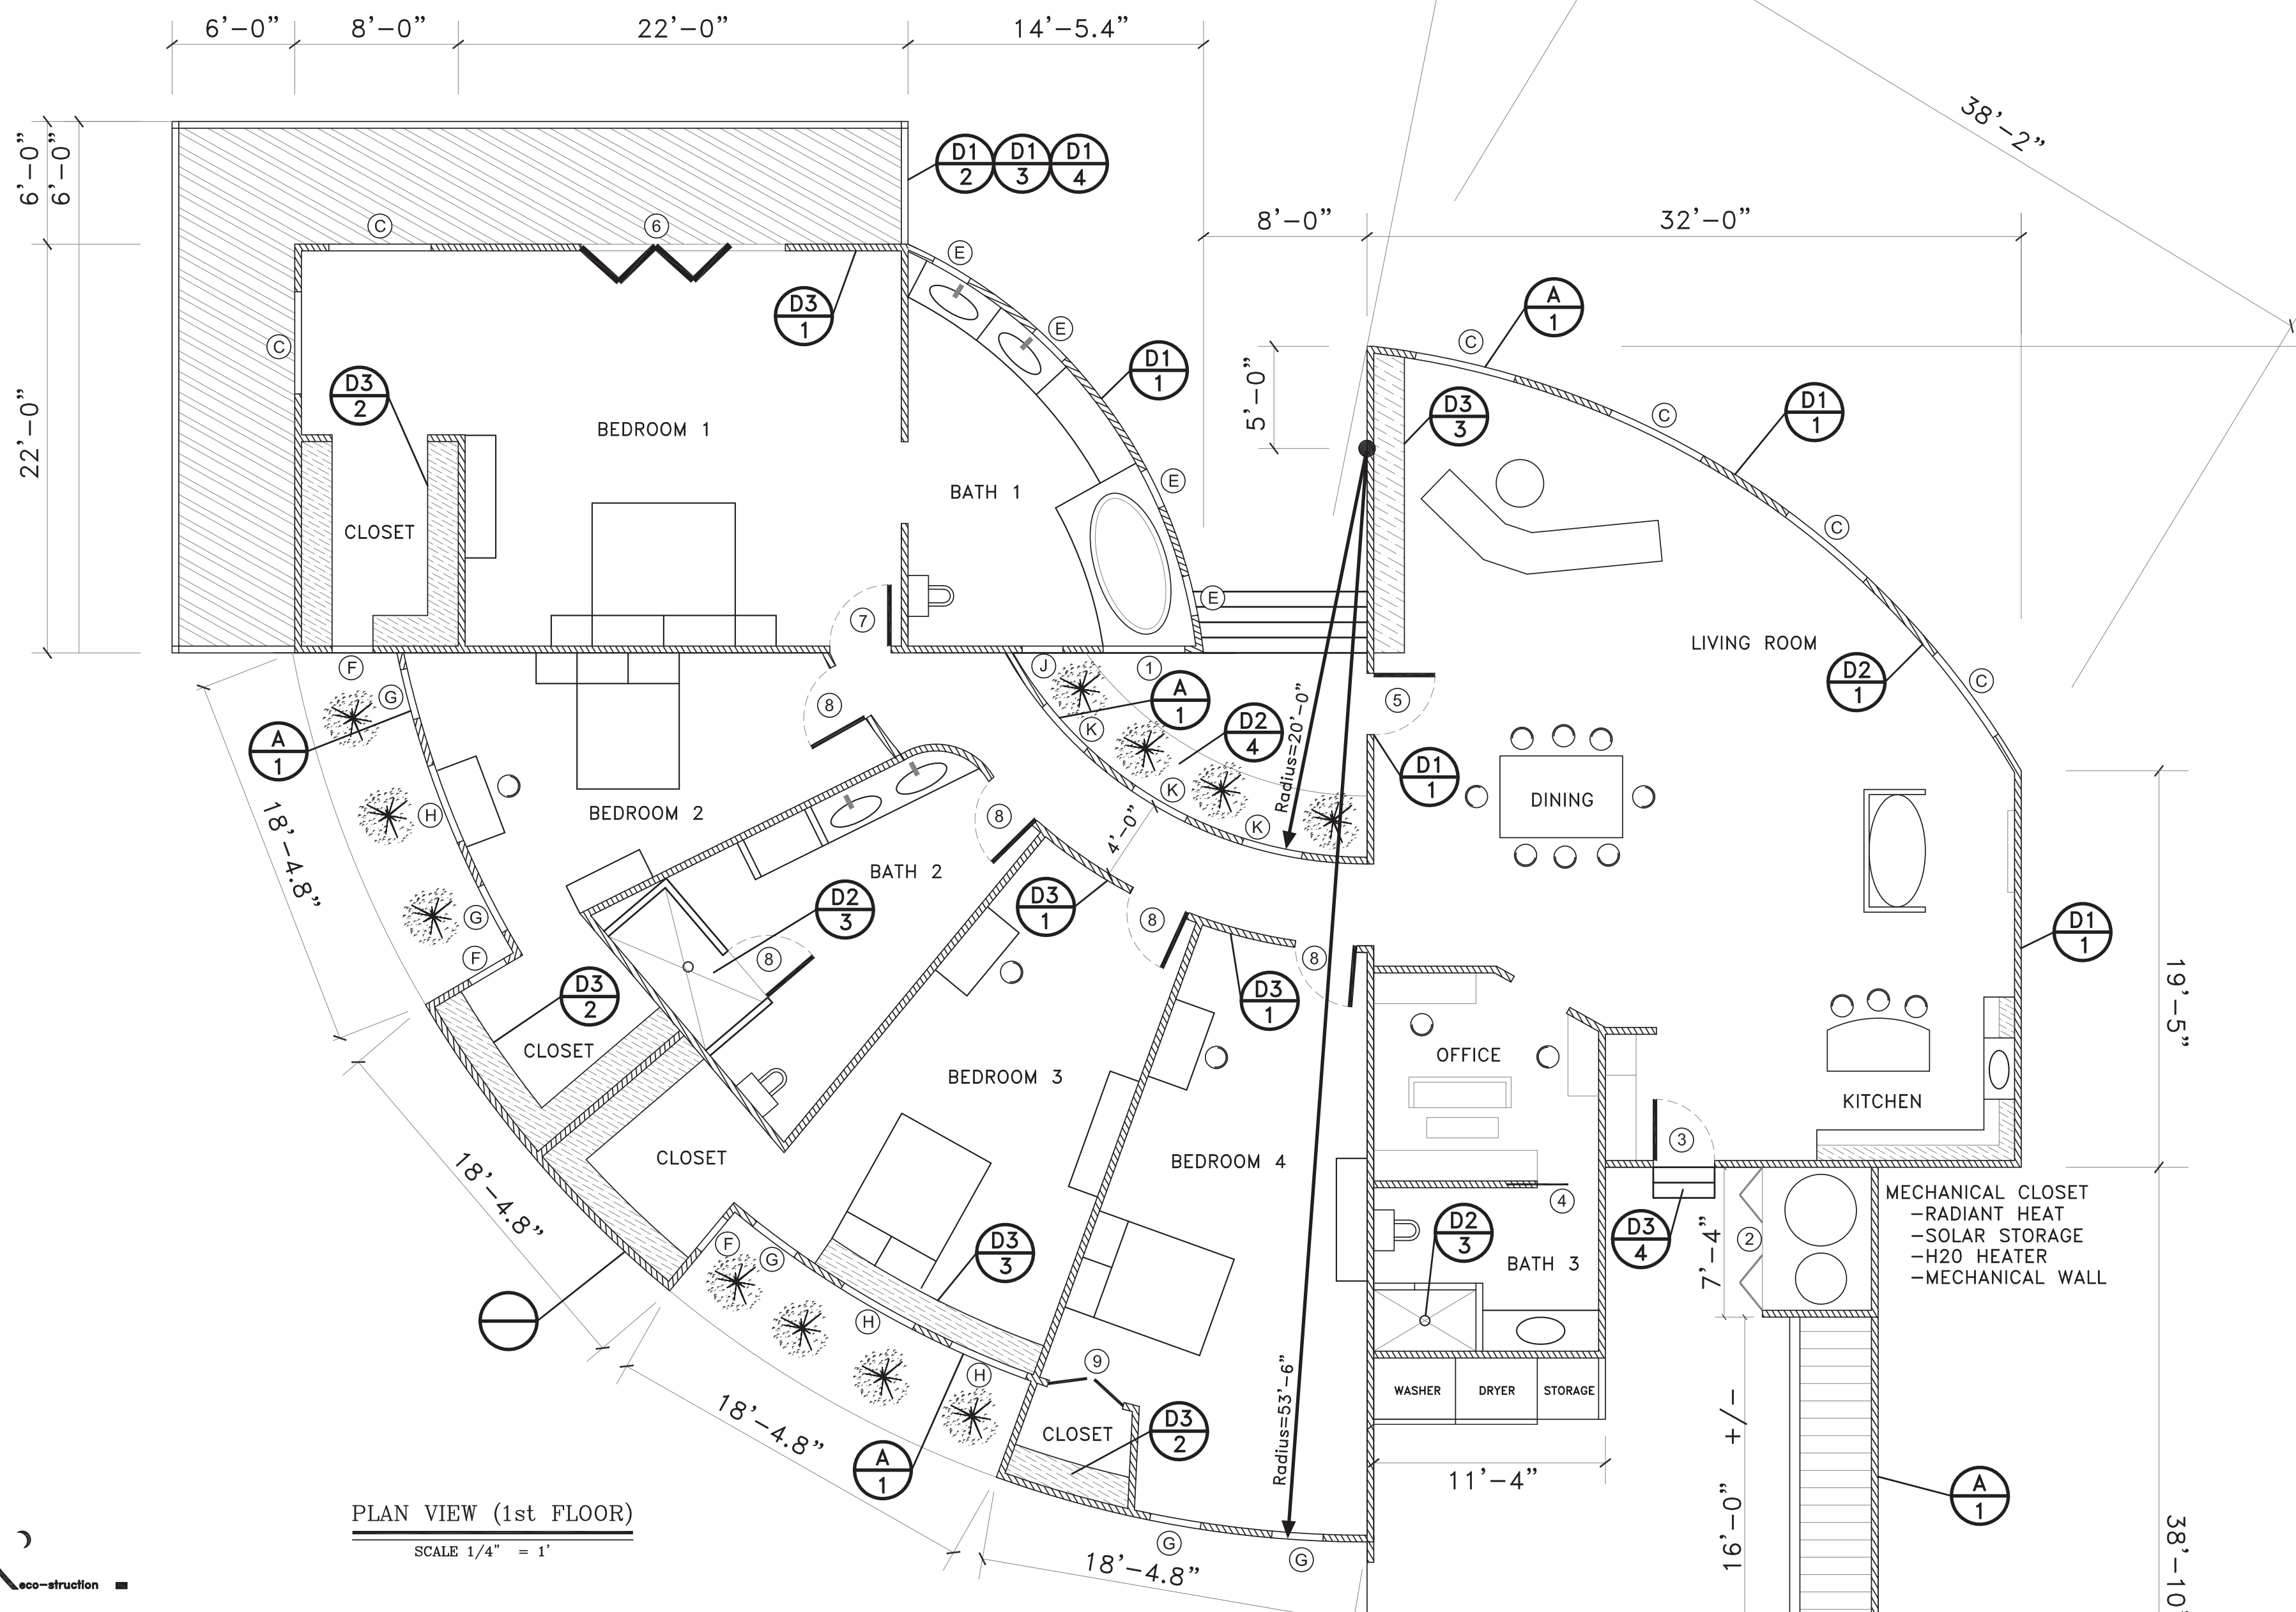 6'-0" 8'-0" 22'-0" 14'-5.4"
38'-2"
6'-0" 6'-0"
D1 D1 D1
2 3 4
8'-0" 32'-0"
C 6 E
D3
1
A
1
C
E
C
D1
1
5'-0"
D3
2
D1
1
C
D3
3
22'-0"
BEDROOM 1
BATH 1
E
C
CLOSET
7
E
LIVING ROOM
F
G
J
1
K
A
1
D2
4
5
D2
1
C
8
A
1
Radius=20'-0"
D1
1
18'-4.8"
H
BEDROOM 2
8
4'-0"
K
K
DINING
BATH 2
D2
3
D3
1
G
F
8
8
8
D1
1
19'-5"
D3
2
D3
1
CLOSET
OFFICE
BEDROOM 3
KITCHEN
3
18'-4.8"
CLOSET
BEDROOM 4
4
MECHANICAL CLOSET
-RADIANT HEAT
-SOLAR STORAGE
-H2O HEATER
-MECHANICAL WALL
D2
3
D3
4
7'-4"
2
F
G
D3
3
BATH 3
H
H
9
Radius=53'-6"
WASHER DRYER STORAGE
18'-4.8"
CLOSET
D3
2
A
1
11'-4"
16'-0" +/-
A
1
G
G
18'-4.8"
38'-10"
PLAN VIEW (1st FLOOR)
SCALE 1/4" = 1'
eco-struction